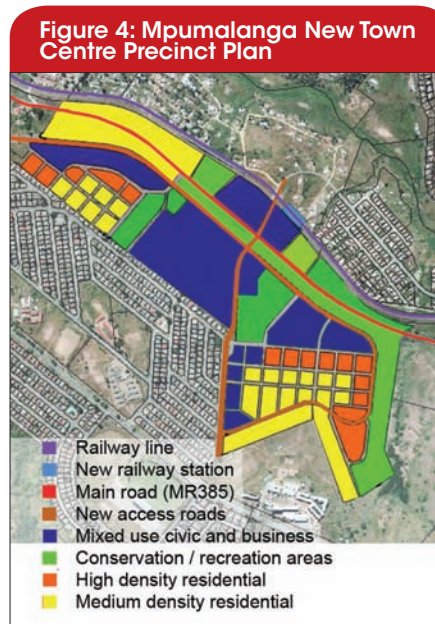 Figure 4: Mpumalanga New Town
Centre Precinct Plan
Railway line
New railway station
Main road (MR385)
New access roads
Mixed use civic and business
Conservation / recreation areas
High density residential
Medium density residential